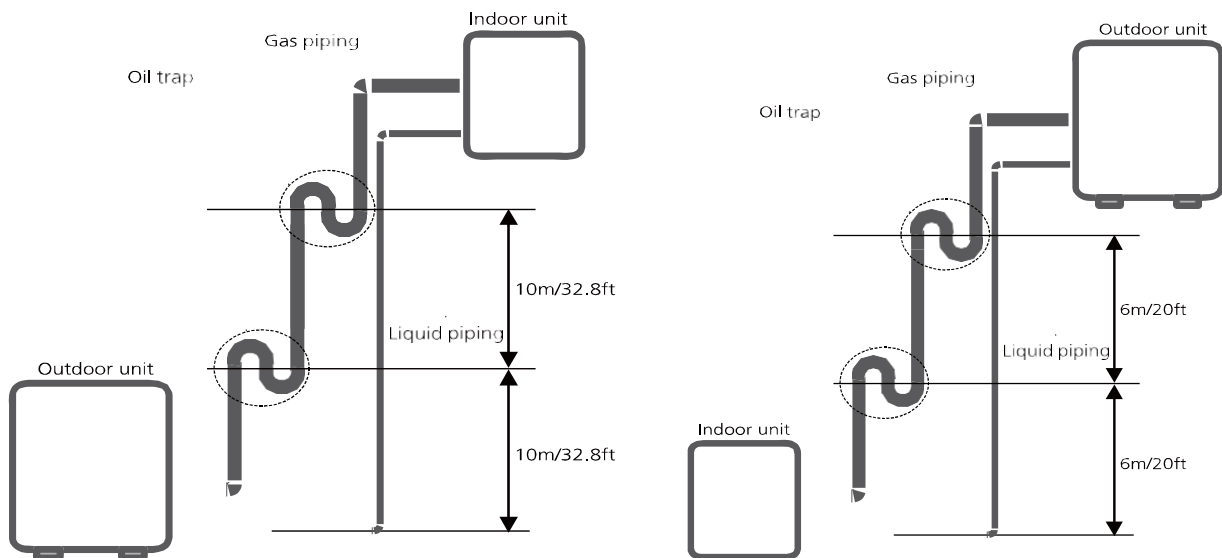 Indoor unit
Gas piping
Oil trap
10m/32.8ft
Liquid piping
Outdoor unit
10m/32.8ft
Outdoor unit
Gas piping
Oil trap
6m/20ft
Liquid piping
Indoor unit
6m/20ft